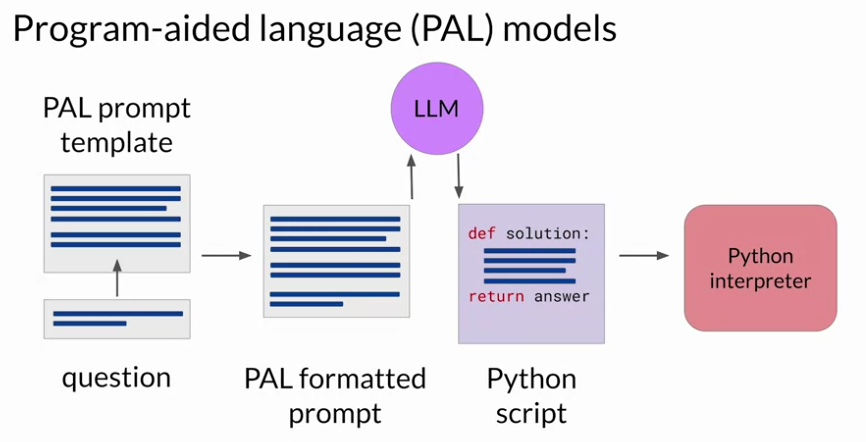 Program-aided language (PAL) models
PAL prompt
template
question
PAL formatted
prompt
LLM
def solution:
return answer
Python
script
Python
interpreter